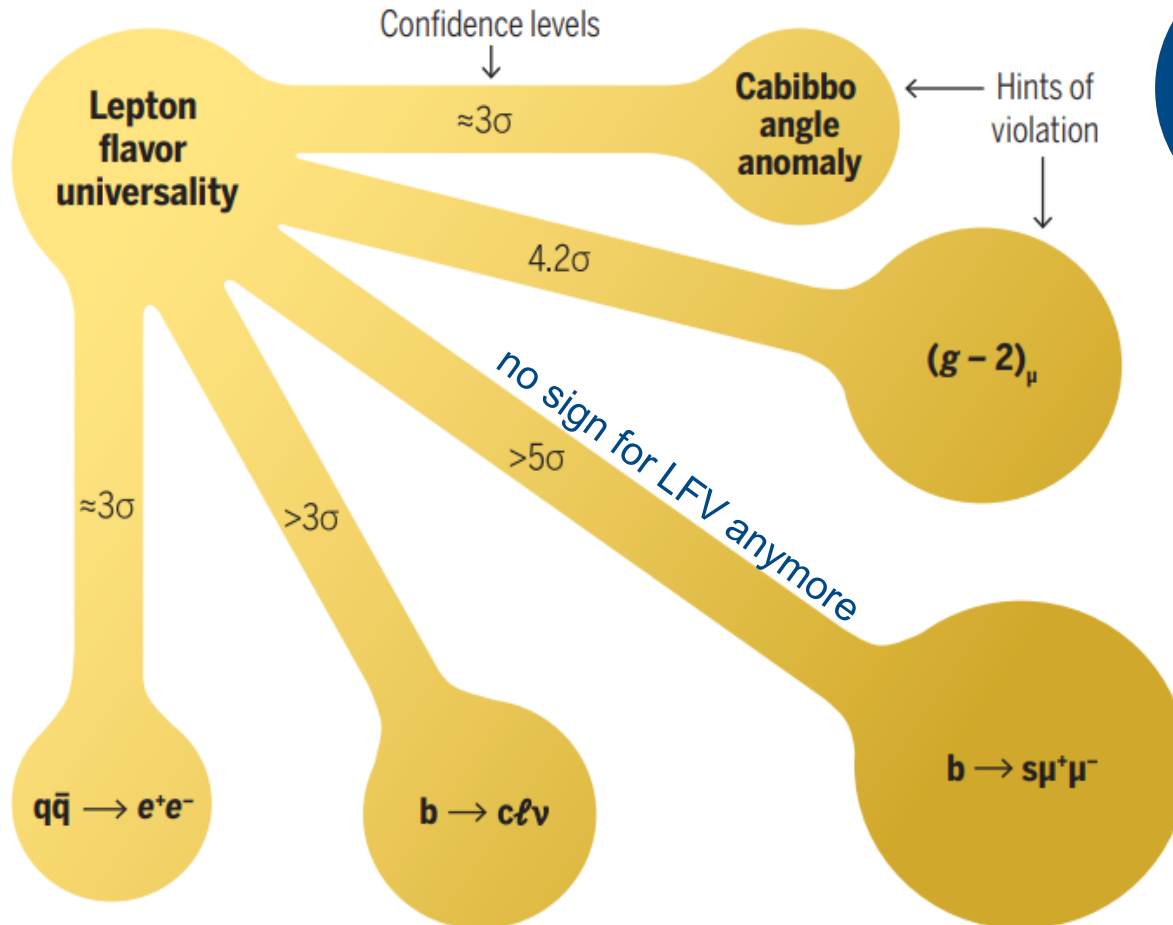 Confidence levels
Lepton
flavor
universality
≈3σ
Cabibbo
angle
anomaly
Hints of
violation
4.2σ
(g – 2)μ
no sign for LFV anymore
>5σ
≈3σ
>3σ
b → sμ⁺μ⁻
qq̄ → e⁺e⁻
b → cℓν